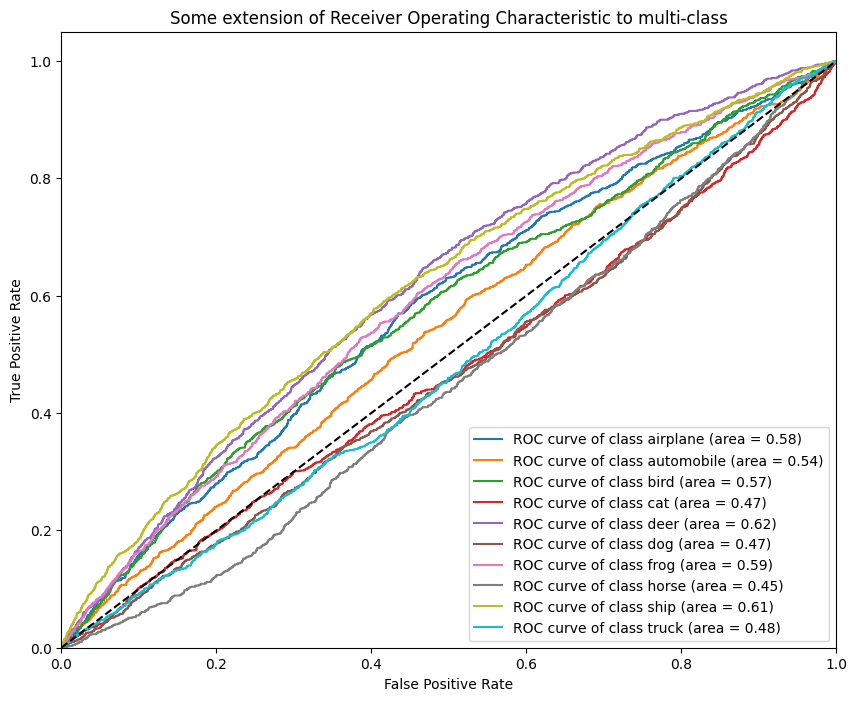 Some extension of Receiver Operating Characteristic to multi-class
True Positive Rate
1.0
0.8
0.6
0.4
0.2
0.0
0.0 0.2 0.4 0.6 0.8 1.0
False Positive Rate
ROC curve of class airplane (area = 0.58)
ROC curve of class automobile (area = 0.54)
ROC curve of class bird (area = 0.57)
ROC curve of class cat (area = 0.47)
ROC curve of class deer (area = 0.62)
ROC curve of class dog (area = 0.47)
ROC curve of class frog (area = 0.59)
ROC curve of class horse (area = 0.45)
ROC curve of class ship (area = 0.61)
ROC curve of class truck (area = 0.48)